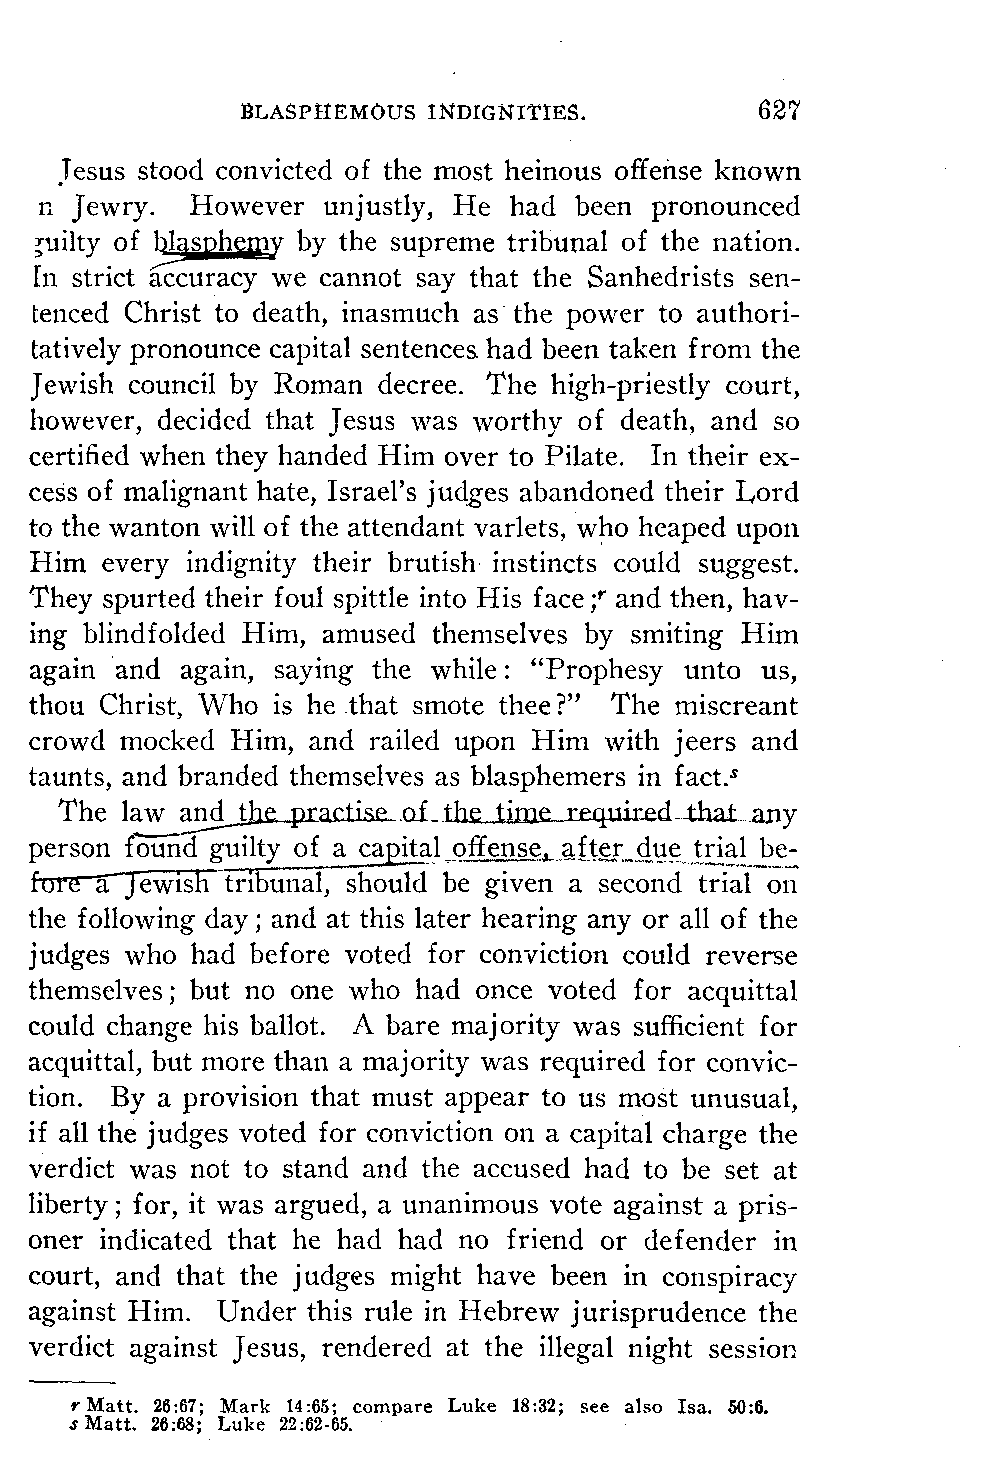 BLASPHEMOUS INDIGNITIES. 627
Jesus stood convicted of the most heinous offense known
n Jewry. However unjustly, He had been pronounced
guilty of blasphemy by the supreme tribunal of the nation.
In strict accuracy we cannot say that the Sanhedrists sen-
tenced Christ to death, inasmuch as the power to authori-
tatively pronounce capital sentences had been taken from the
Jewish council by Roman decree. The high-priestly court,
however, decided that Jesus was worthy of death, and so
certified when they handed Him over to Pilate. In their ex-
cess of malignant hate, Israel's judges abandoned their Lord
to the wanton will of the attendant varlets, who heaped upon
Him every indignity their brutish instincts could suggest.
They spurted their foul spittle into His face;r and then, hav-
ing blindfolded Him, amused themselves by smiting Him
again and again, saying the while: “Prophesy unto us,
thou Christ, Who is he that smote thee?” The miscreant
crowd mocked Him, and railed upon Him with jeers and
taunts, and branded themselves as blasphemers in fact.s
The law and the practise of the time required that any
person found guilty of a capital offense, after due trial be-
fore a Jewish tribunal, should be given a second trial on
the following day; and at this later hearing any or all of the
judges who had before voted for conviction could reverse
themselves; but no one who had once voted for acquittal
could change his ballot. A bare majority was sufficient for
acquittal, but more than a majority was required for convic-
tion. By a provision that must appear to us most unusual,
if all the judges voted for conviction on a capital charge the
verdict was not to stand and the accused had to be set at
liberty; for, it was argued, a unanimous vote against a pris-
oner indicated that he had had no friend or defender in
court, and that the judges might have been in conspiracy
against Him. Under this rule in Hebrew jurisprudence the
verdict against Jesus, rendered at the illegal night session
r Matt. 26:67; Mark 14:65; compare Luke 18:32; see also Isa. 50:6.
s Matt. 26:68; Luke 22:62-65.